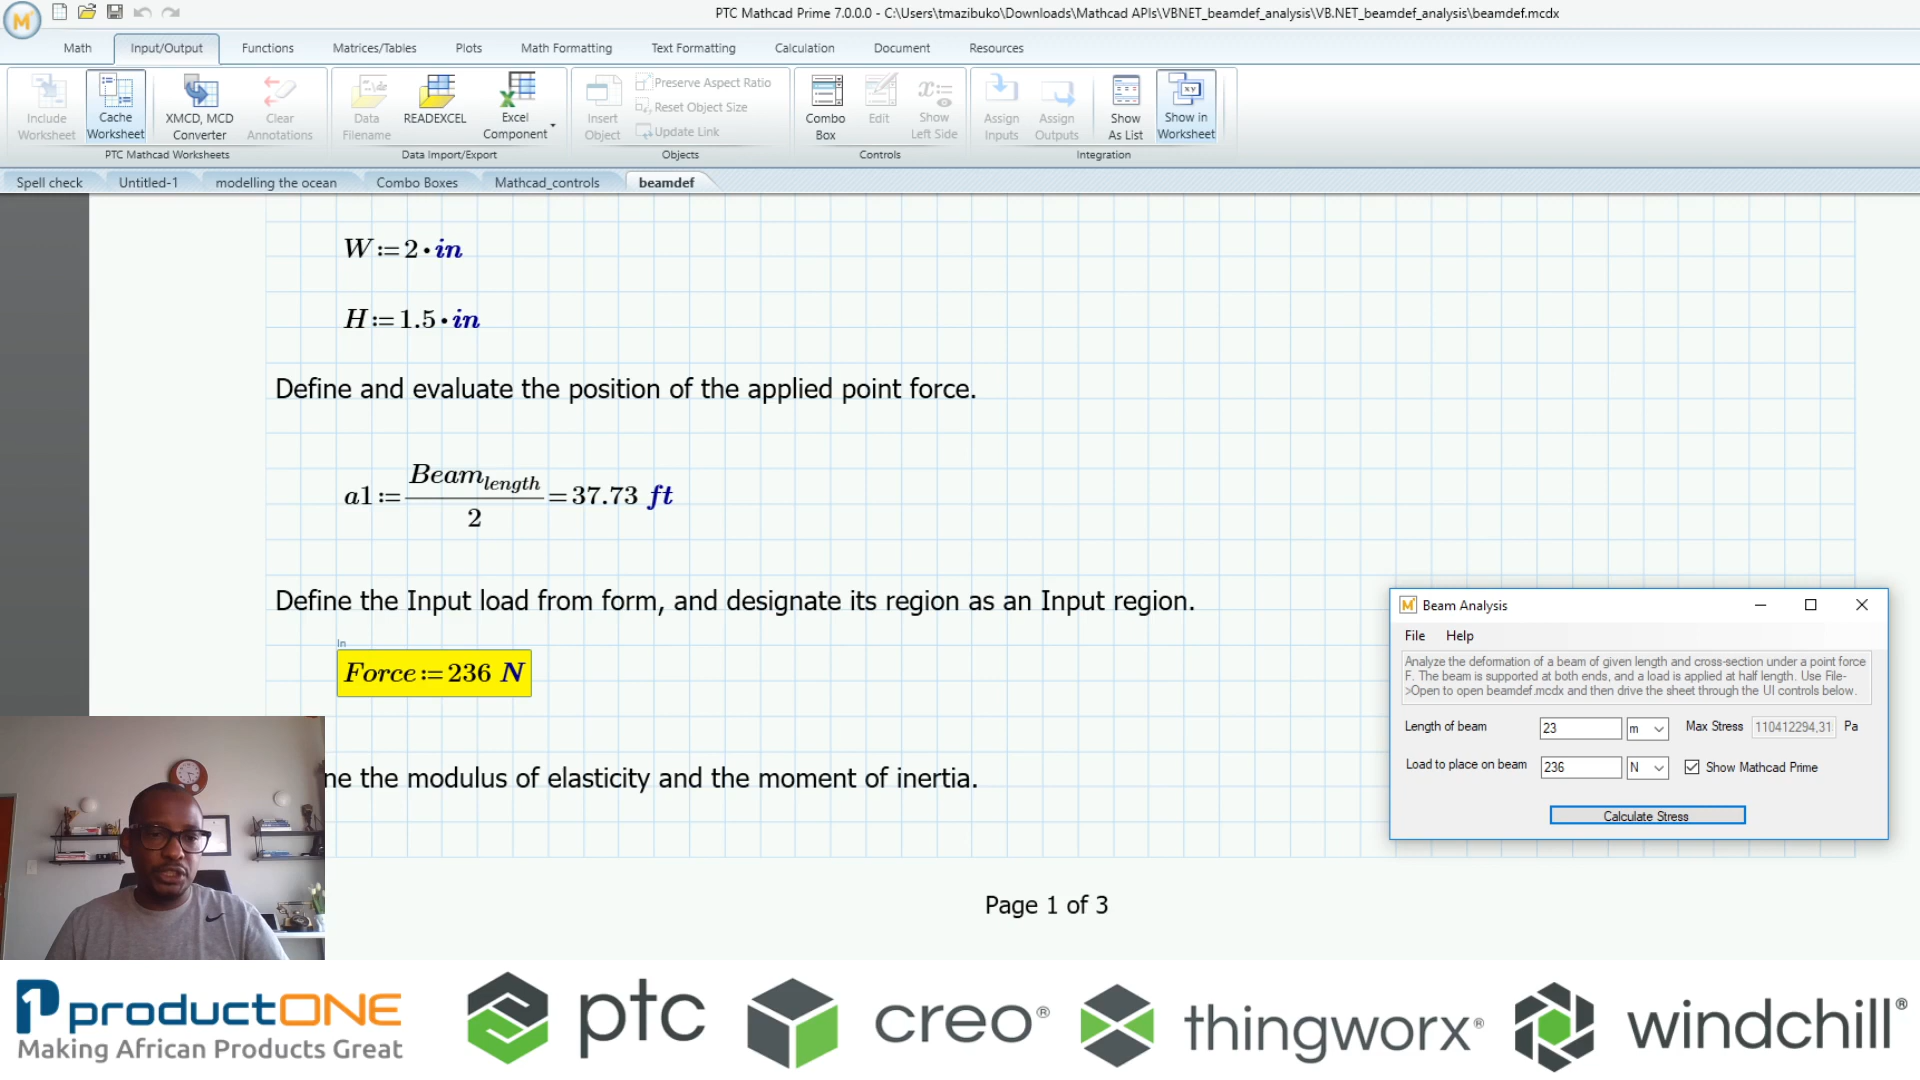 PTC Mathcad Prime 7.0.0.0 - C:\Users\tmazibuko\Downloads\Mathcad APIs\VBNET_beamdef_analysis\VB.NET_beamdef_analysis\beamdef.mcdx
Math Input/Output Functions Matrices/Tables Plots Math Formatting Text Formatting Calculation Document Resources
Include Worksheet
Cache Worksheet
XMCD, MCD Converter
Clear Annotations
PTC Mathcad Worksheets
Data Filename
READEXCEL
Excel Component
Data Import/Export
Insert Object
Preserve Aspect Ratio
Reset Object Size
Update Link
Objects
Combo Box
Edit
Show Left Side
Controls
Assign Inputs
Assign Outputs
Show As List
Show in Worksheet
Integration
Spell check Untitled-1 modelling the ocean Combo Boxes Mathcad_controls beamdef
W:=2·in
H:=1.5·in
Define and evaluate the position of the applied point force.
a1:=Beam length/2=37.73 ft
Define the Input load from form, and designate its region as an Input region.
In
Force:=236 N
ne the modulus of elasticity and the moment of inertia.
Page 1 of 3
Beam Analysis
File Help
Analyze the deformation of a beam of given length and cross-section under a point force
F. The beam is supported at both ends, and a load is applied at half length. Use File-
>Open to open beamdef.mcdx and then drive the sheet through the UI controls below.
Length of beam 23 m Max Stress 110412294,31 Pa
Load to place on beam 236 N Show Mathcad Prime
Calculate Stress
productONE
Making African Products Great
ptc
creo®
thingworx®
windchill®